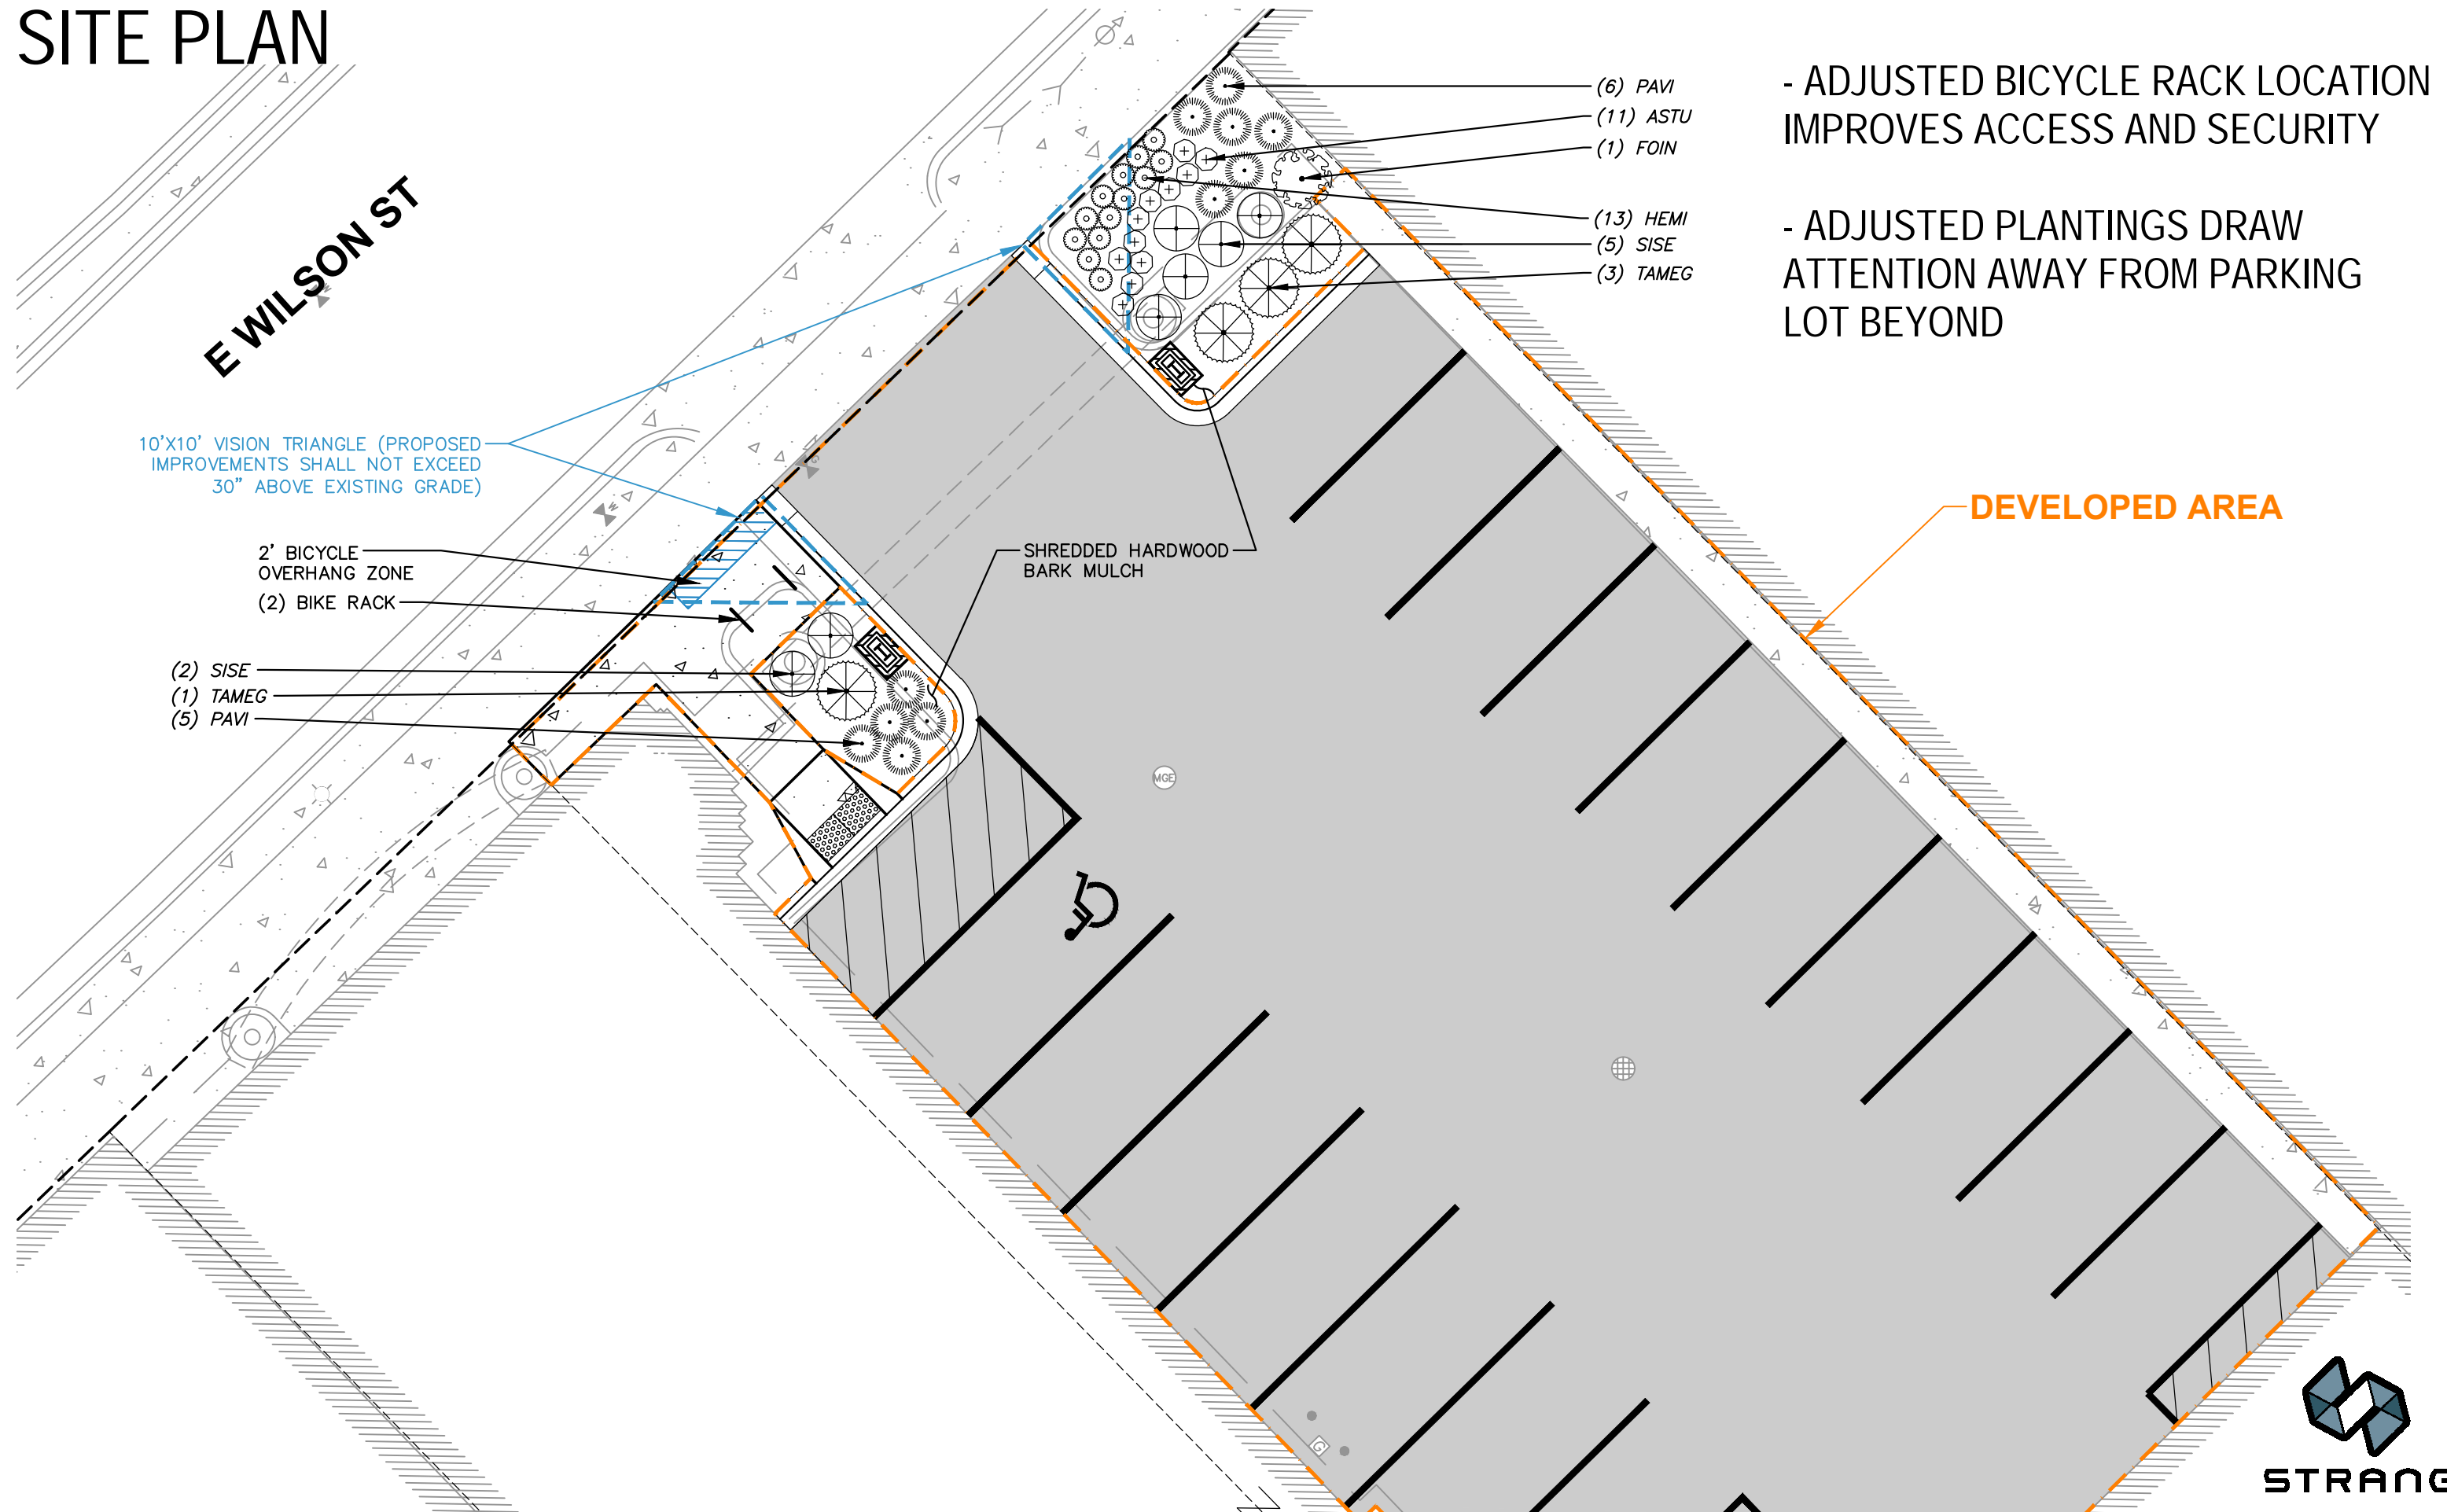 SITE PLAN
- ADJUSTED BICYCLE RACK LOCATION
IMPROVES ACCESS AND SECURITY
- ADJUSTED PLANTINGS DRAW
ATTENTION AWAY FROM PARKING
LOT BEYOND
(6) PAVI
(11) ASTU
(1) FOIN
(13) HEMI
(5) SISE
(3) TAMEG
E WILSON ST
10'X10' VISION TRIANGLE (PROPOSED
IMPROVEMENTS SHALL NOT EXCEED
30" ABOVE EXISTING GRADE)
DEVELOPED AREA
2' BICYCLE
OVERHANG ZONE
(2) BIKE RACK
SHREDDED HARDWOOD
BARK MULCH
(2) SISE
(1) TAMEG
(5) PAVI
MGE
G
STRANG